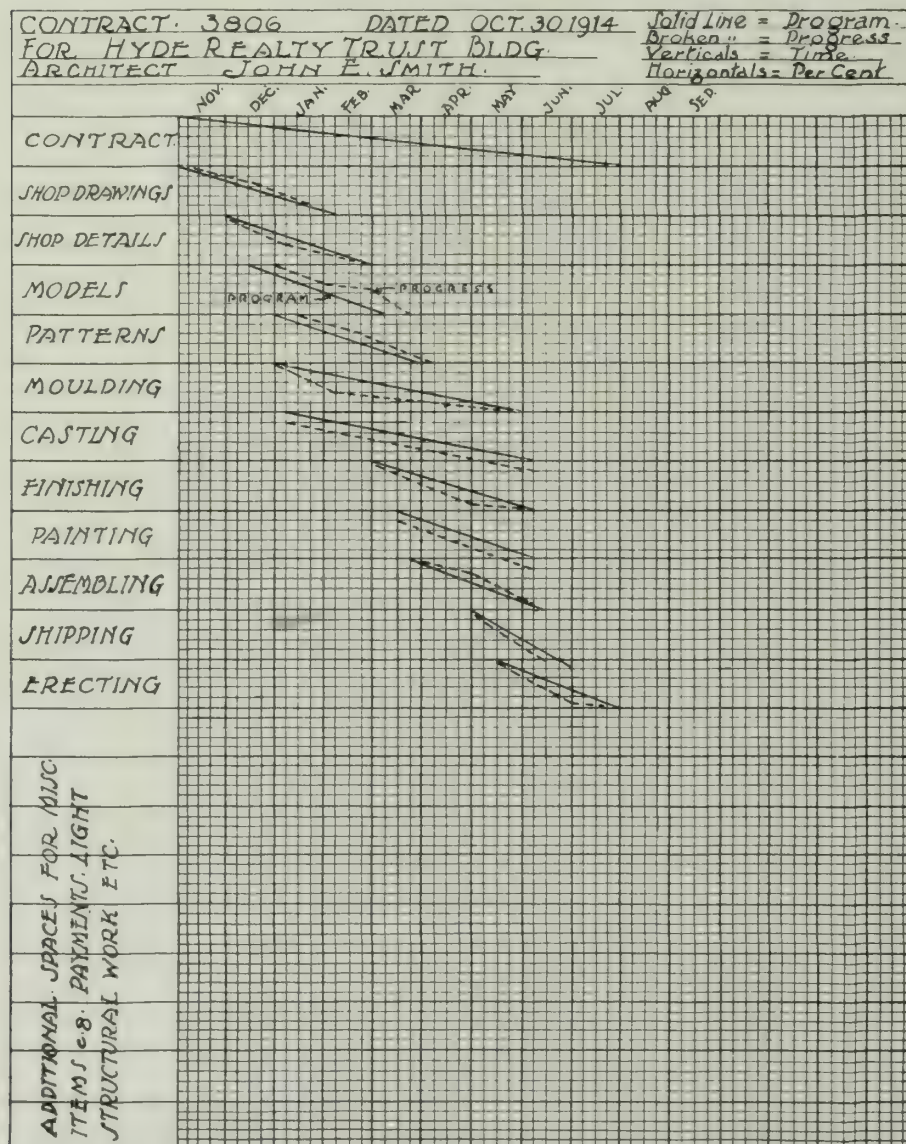 CONTRACT. 3806 DATED OCT. 30 1914
FOR HYDE REALTY TRUST BLDG.
ARCHITECT JOHN E. SMITH.
Solid Line = Program.
Broken " = Progress
Verticals = Time.
Horizontals = Per Cent
NOV. DEC. JAN. FEB. MAR. APR. MAY JUN. JUL. AUG. SEP.
CONTRACT.
SHOP DRAWINGS
SHOP DETAILS
MODELS
PROGRAM
PROGRESS
PATTERNS
MOULDING
CASTING
FINISHING
PAINTING
ASSEMBLING
SHIPPING
ERECTING
ADDITIONAL SPACES FOR MISC.
ITEMS e.g. PAYMENTS. LIGHT
STRUCTURAL WORK ETC.